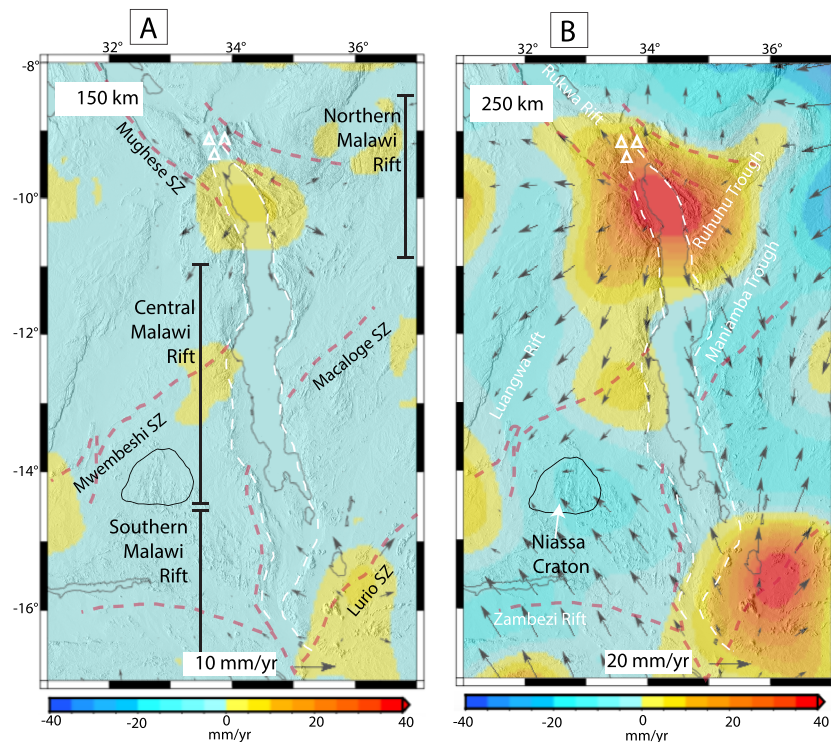 A
B
32°
34°
36°
32°
34°
36°
-8°
-10°
-12°
-14°
-16°
150 km
Mughese SZ
Northern
Malawi
Rift
Central
Malawi
Rift
Macaloge SZ
Mwembeshi SZ
Southern
Malawi
Rift
Lurio SZ
10 mm/yr
-40
-20
0
20
40
mm/yr
250 km
Rukwa Rift
Ruhuhu Trough
Maniamba Trough
Luangwa Rift
Niassa
Craton
Zambezi Rift
20 mm/yr
-40
-20
0
20
40
mm/yr